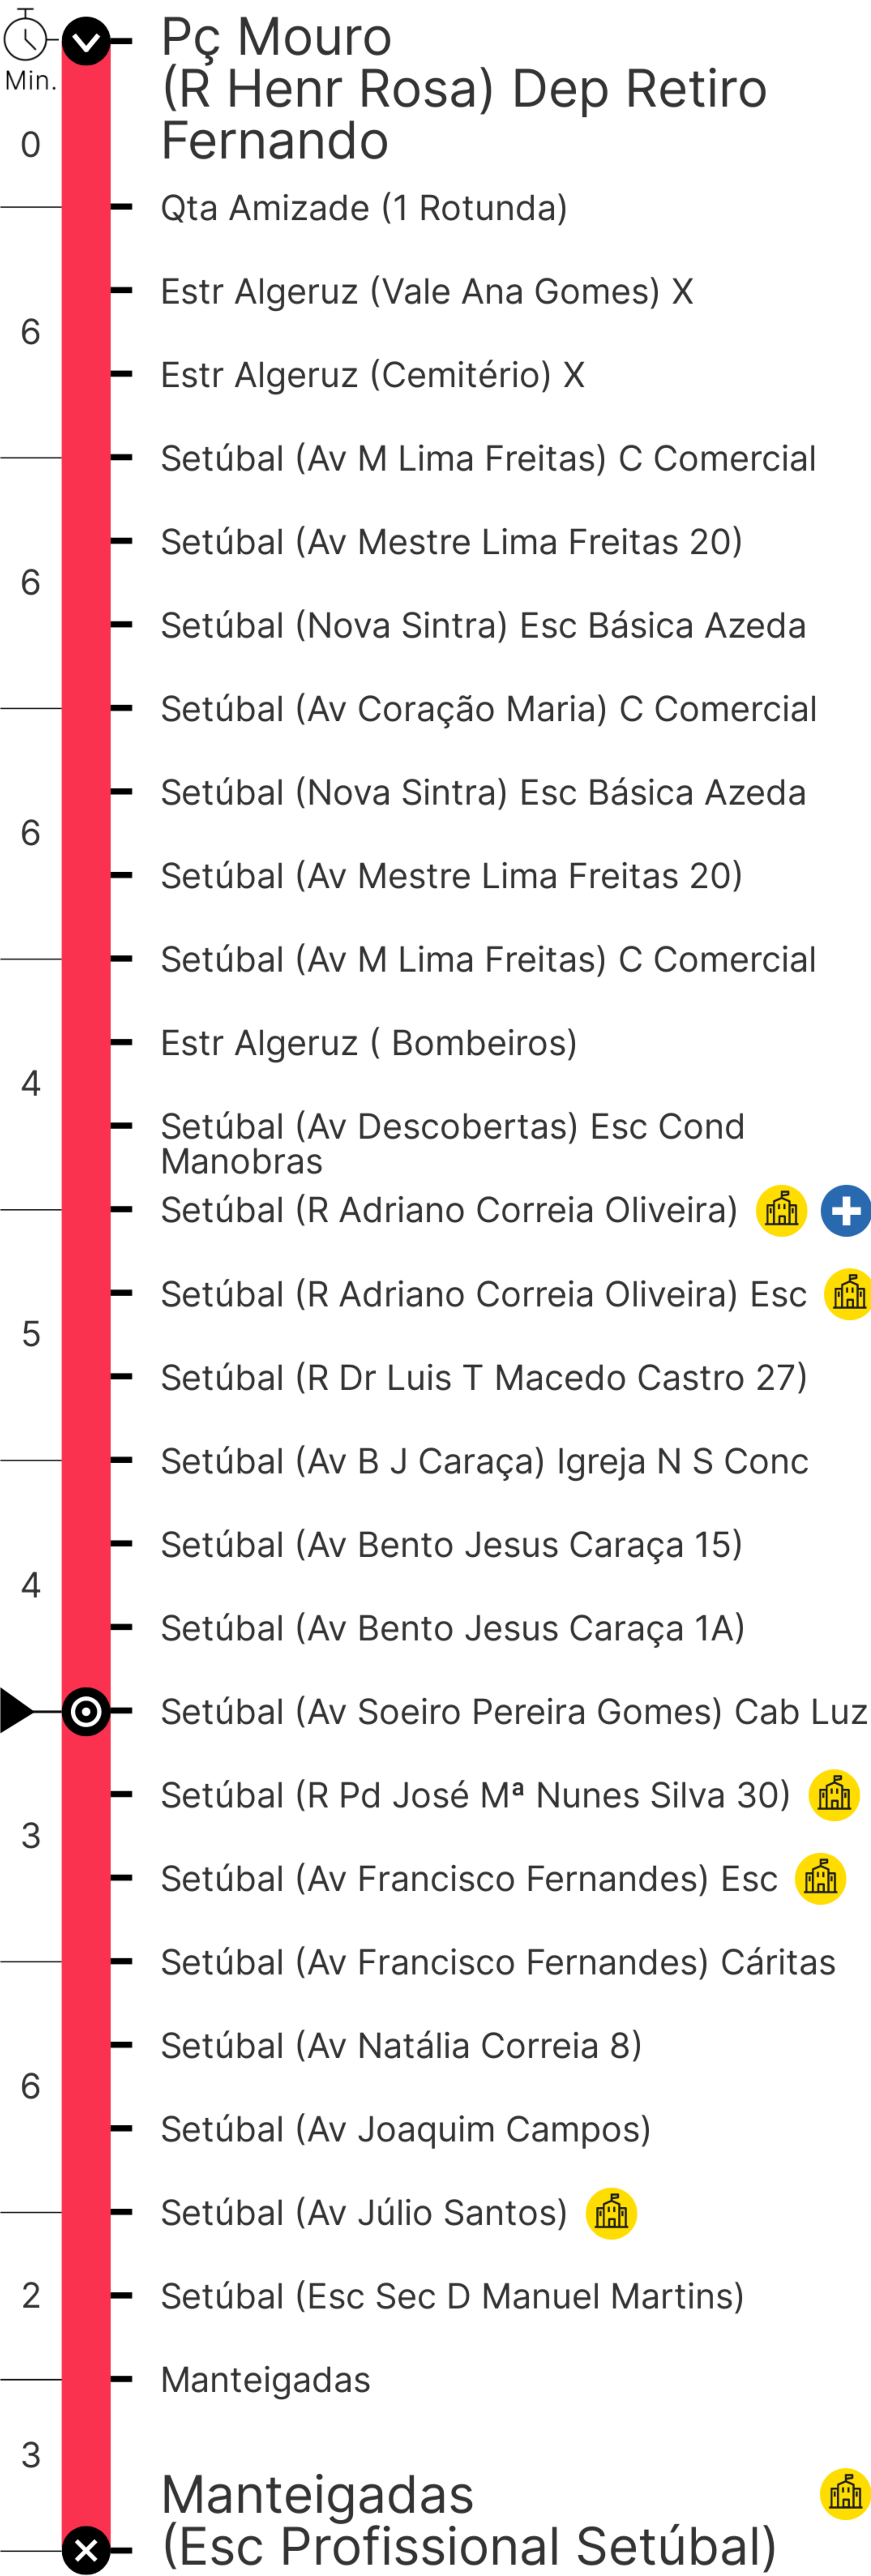 Pç Mouro
(R Henr Rosa) Dep Retiro
Fernando
Min.
0
Qta Amizade (1 Rotunda)
Estr Algeruz (Vale Ana Gomes) X
6
Estr Algeruz (Cemitério) X
Setúbal (Av M Lima Freitas) C Comercial
Setúbal (Av Mestre Lima Freitas 20)
6
Setúbal (Nova Sintra) Esc Básica Azeda
Setúbal (Av Coração Maria) C Comercial
Setúbal (Nova Sintra) Esc Básica Azeda
6
Setúbal (Av Mestre Lima Freitas 20)
Setúbal (Av M Lima Freitas) C Comercial
Estr Algeruz ( Bombeiros)
4
Setúbal (Av Descobertas) Esc Cond
Manobras
Setúbal (R Adriano Correia Oliveira)
Setúbal (R Adriano Correia Oliveira) Esc
5
Setúbal (R Dr Luis T Macedo Castro 27)
Setúbal (Av B J Caraça) Igreja N S Conc
Setúbal (Av Bento Jesus Caraça 15)
4
Setúbal (Av Bento Jesus Caraça 1A)
Setúbal (Av Soeiro Pereira Gomes) Cab Luz
Setúbal (R Pd José Mª Nunes Silva 30)
3
Setúbal (Av Francisco Fernandes) Esc
Setúbal (Av Francisco Fernandes) Cáritas
Setúbal (Av Natália Correia 8)
6
Setúbal (Av Joaquim Campos)
Setúbal (Av Júlio Santos)
2
Setúbal (Esc Sec D Manuel Martins)
Manteigadas
3
Manteigadas
(Esc Profissional Setúbal)